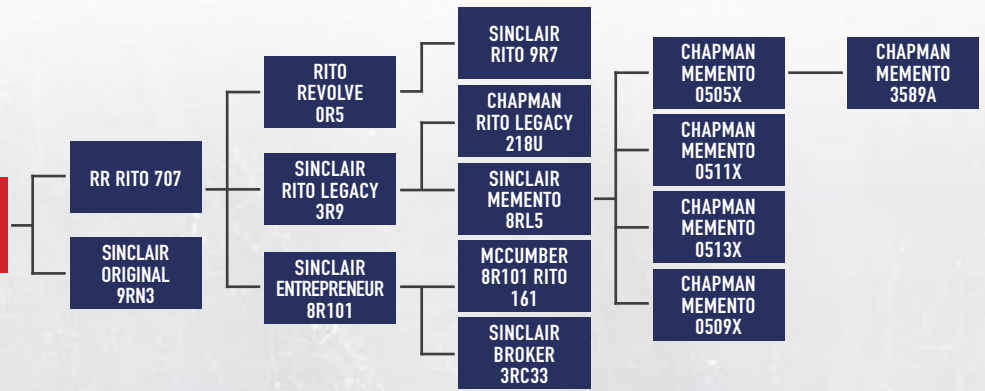 RR RITO 707
SINCLAIR
ORIGINAL
9RN3
RITO
REVOLVE
0R5
SINCLAIR
RITO LEGACY
3R9
SINCLAIR
ENTREPRENEUR
8R101
SINCLAIR
RITO 9R7
CHAPMAN
RITO LEGACY
218U
SINCLAIR
MEMENTO
8RL5
MCCUMBER
8R101 RITO
161
SINCLAIR
BROKER
3RC33
CHAPMAN
MEMENTO
0505X
CHAPMAN
MEMENTO
0511X
CHAPMAN
MEMENTO
0513X
CHAPMAN
MEMENTO
0509X
CHAPMAN
MEMENTO
3589A